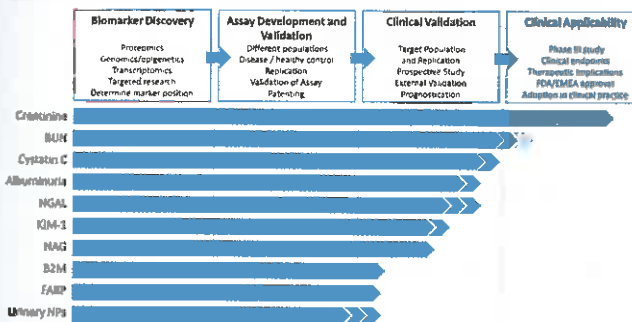 Biomarker Discovery
Proteomics
Genomics/epigenetics
Transcriptomics
Targeted research
Determine marker position
Assay Development and
Validation
Different populations
Disease / healthy control
Replication
Validation of Assay
Patenting
Clinical Validation
Target Population
and Replication
Prospective Study
External Validation
Prognostication
Clinical Applicability
Phase III study
Clinical endpoints
Therapeutic Implications
FDA/EMEA approval
Adoption in clinical practice
Creatinine
BUN
Cystatin C
Albuminuria
NGAL
KIM-1
NAG
B2M
FABP
Urinary NPs